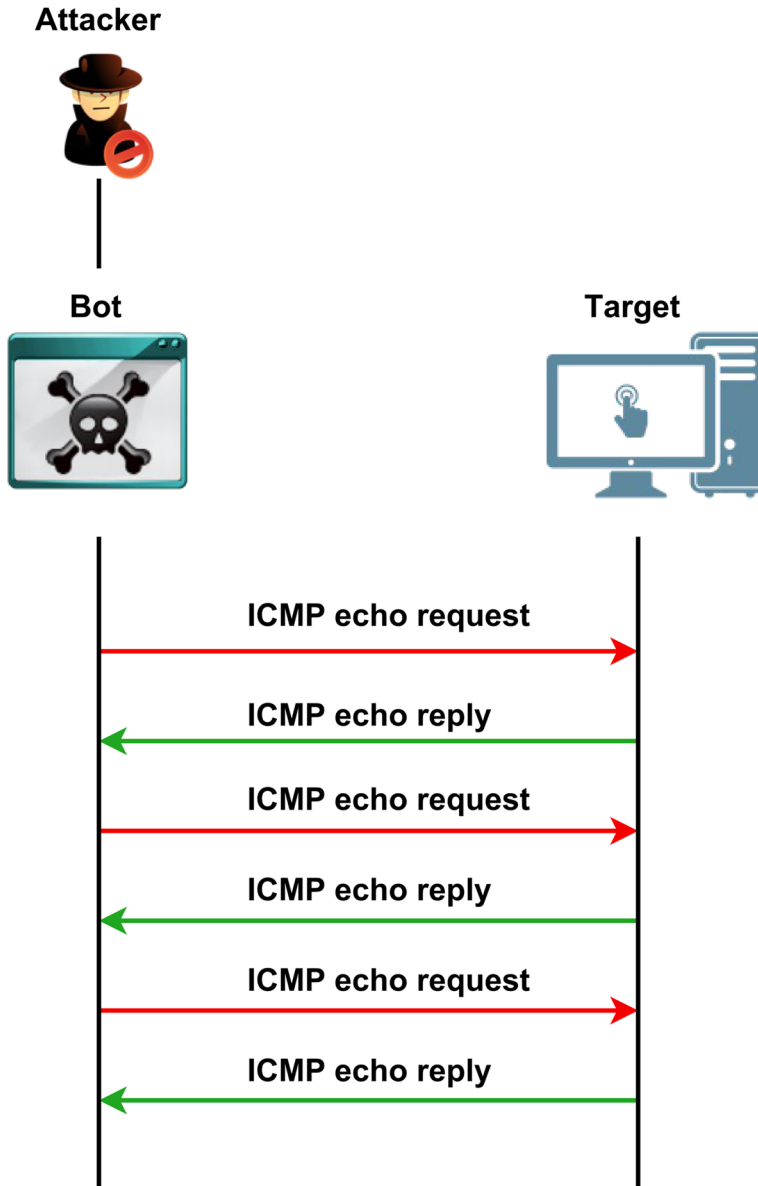 Attacker
Bot
Target
ICMP echo request
ICMP echo reply
ICMP echo request
ICMP echo reply
ICMP echo request
ICMP echo reply